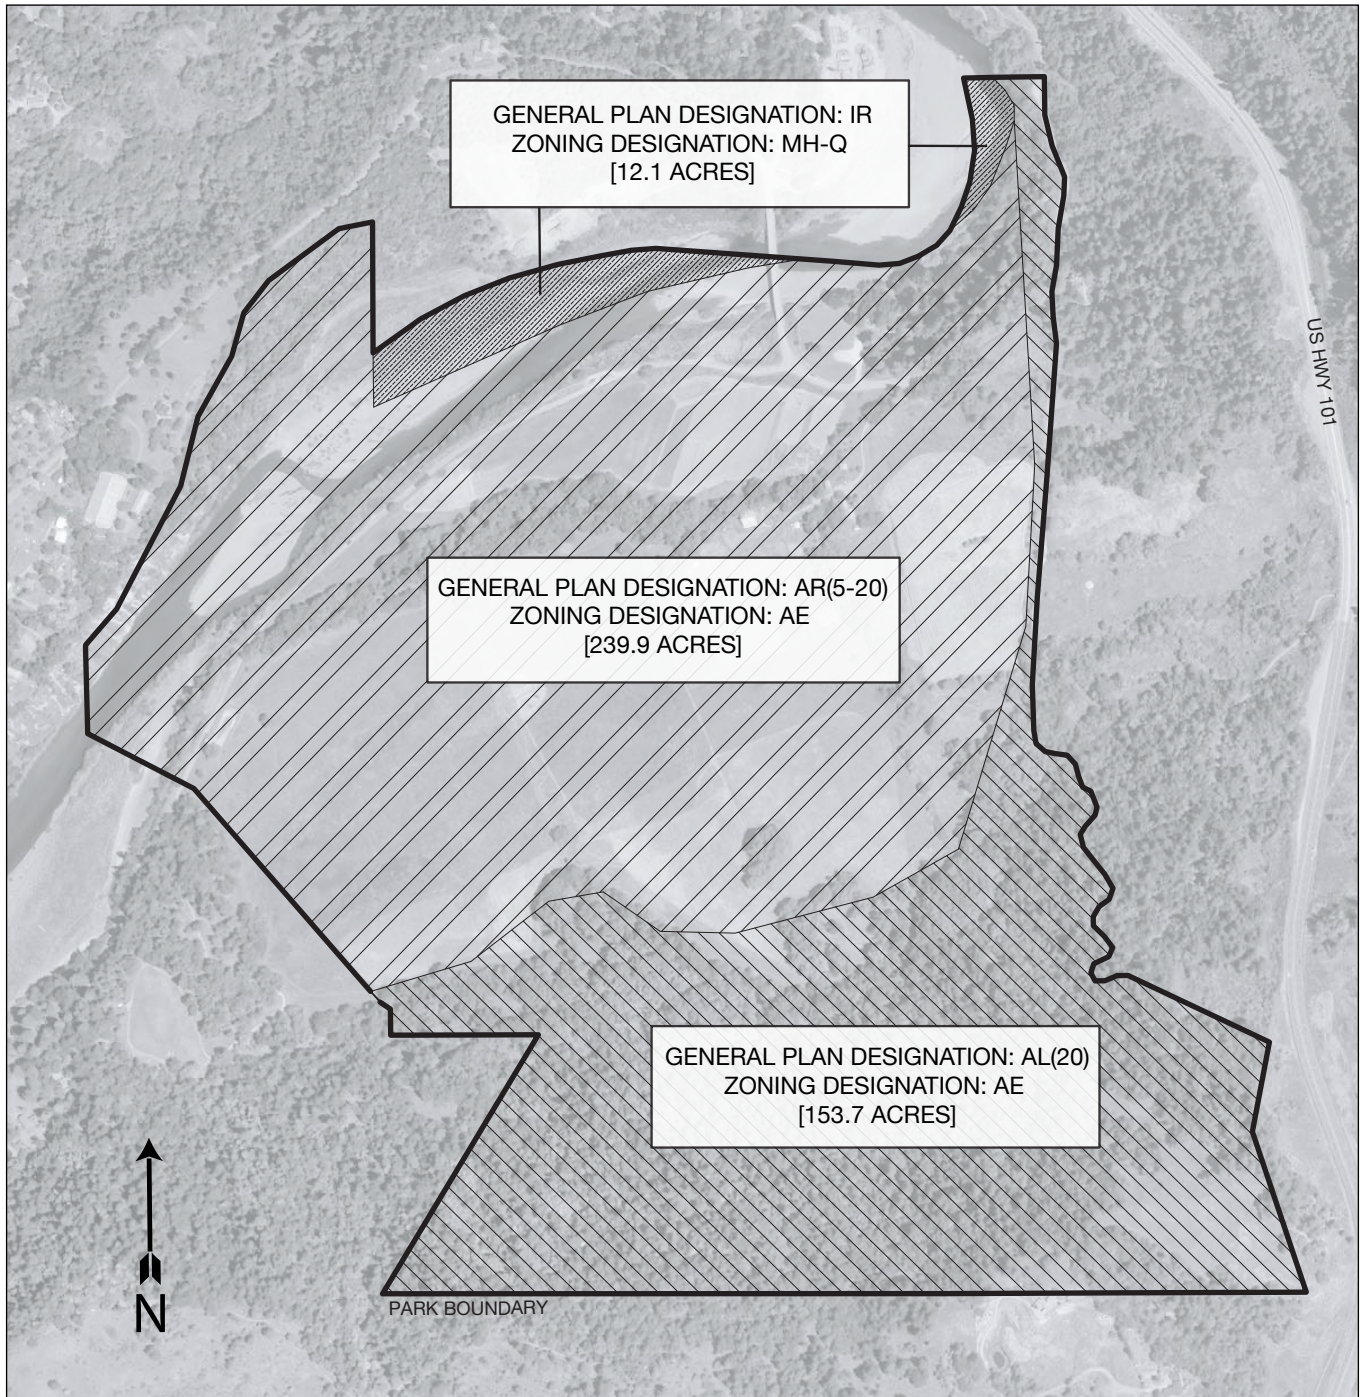 GENERAL PLAN DESIGNATION: IR
ZONING DESIGNATION: MH-Q
[12.1 ACRES]
US HWY 101
GENERAL PLAN DESIGNATION: AR(5-20)
ZONING DESIGNATION: AE
[239.9 ACRES]
GENERAL PLAN DESIGNATION: AL(20)
ZONING DESIGNATION: AE
[153.7 ACRES]
N
PARK BOUNDARY